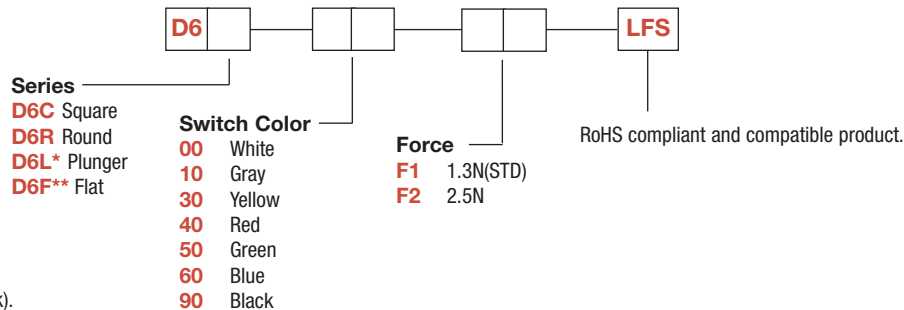 D6
LFS
Series
D6C Square
D6R Round
D6L* Plunger
D6F** Flat
Switch Color
00 White
10 Gray
30 Yellow
40 Red
50 Green
60 Blue
90 Black
Force
F1 1.3N(STD)
F2 2.5N
RoHS compliant and compatible product.
k).